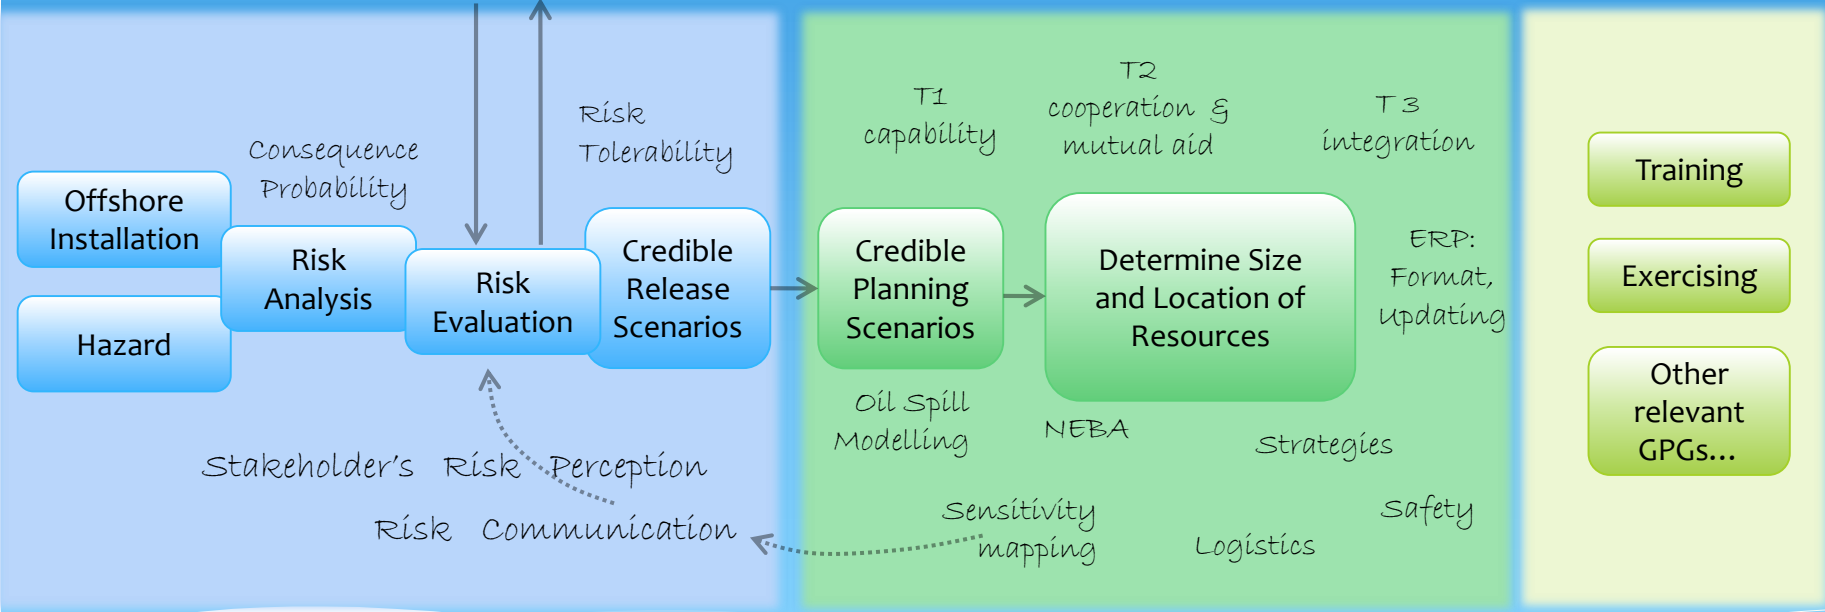 Offshore
Installation
Hazard
Consequence
Probability
Risk
Analysis
Risk
Evaluation
Risk
Tolerability
Credible
Release
Scenarios
Stakeholder's Risk Perception
Risk Communication
T1
capability
T2
cooperation &
mutual aid
T 3
integration
Credible
Planning
Scenarios
Determine Size
and Location of
Resources
ERP:
Format,
Updating
Oil Spill
Modelling
NEBA
Strategies
Sensitivity
mapping
Logistics
Safety
Training
Exercising
Other
relevant
GPGs...